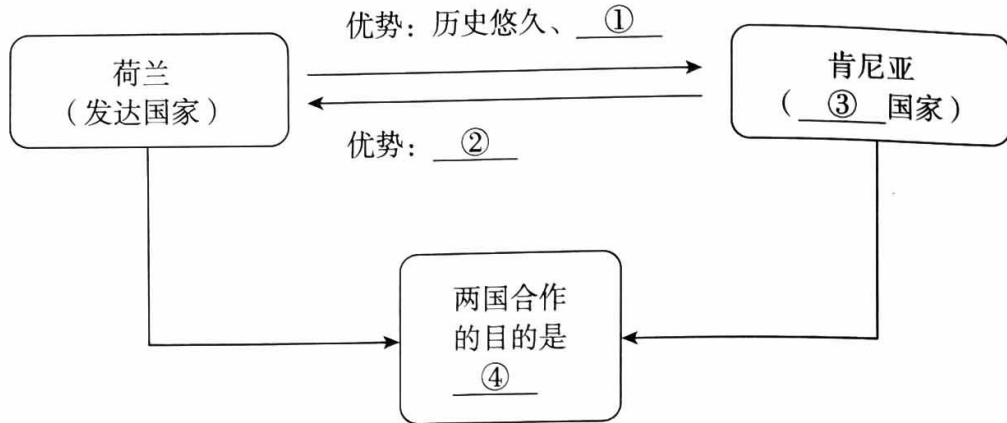 优势：历史悠久、①
荷兰
（发达国家）
肯尼亚
（ ③ 国家）
优势：②
两国合作
的目的是
④